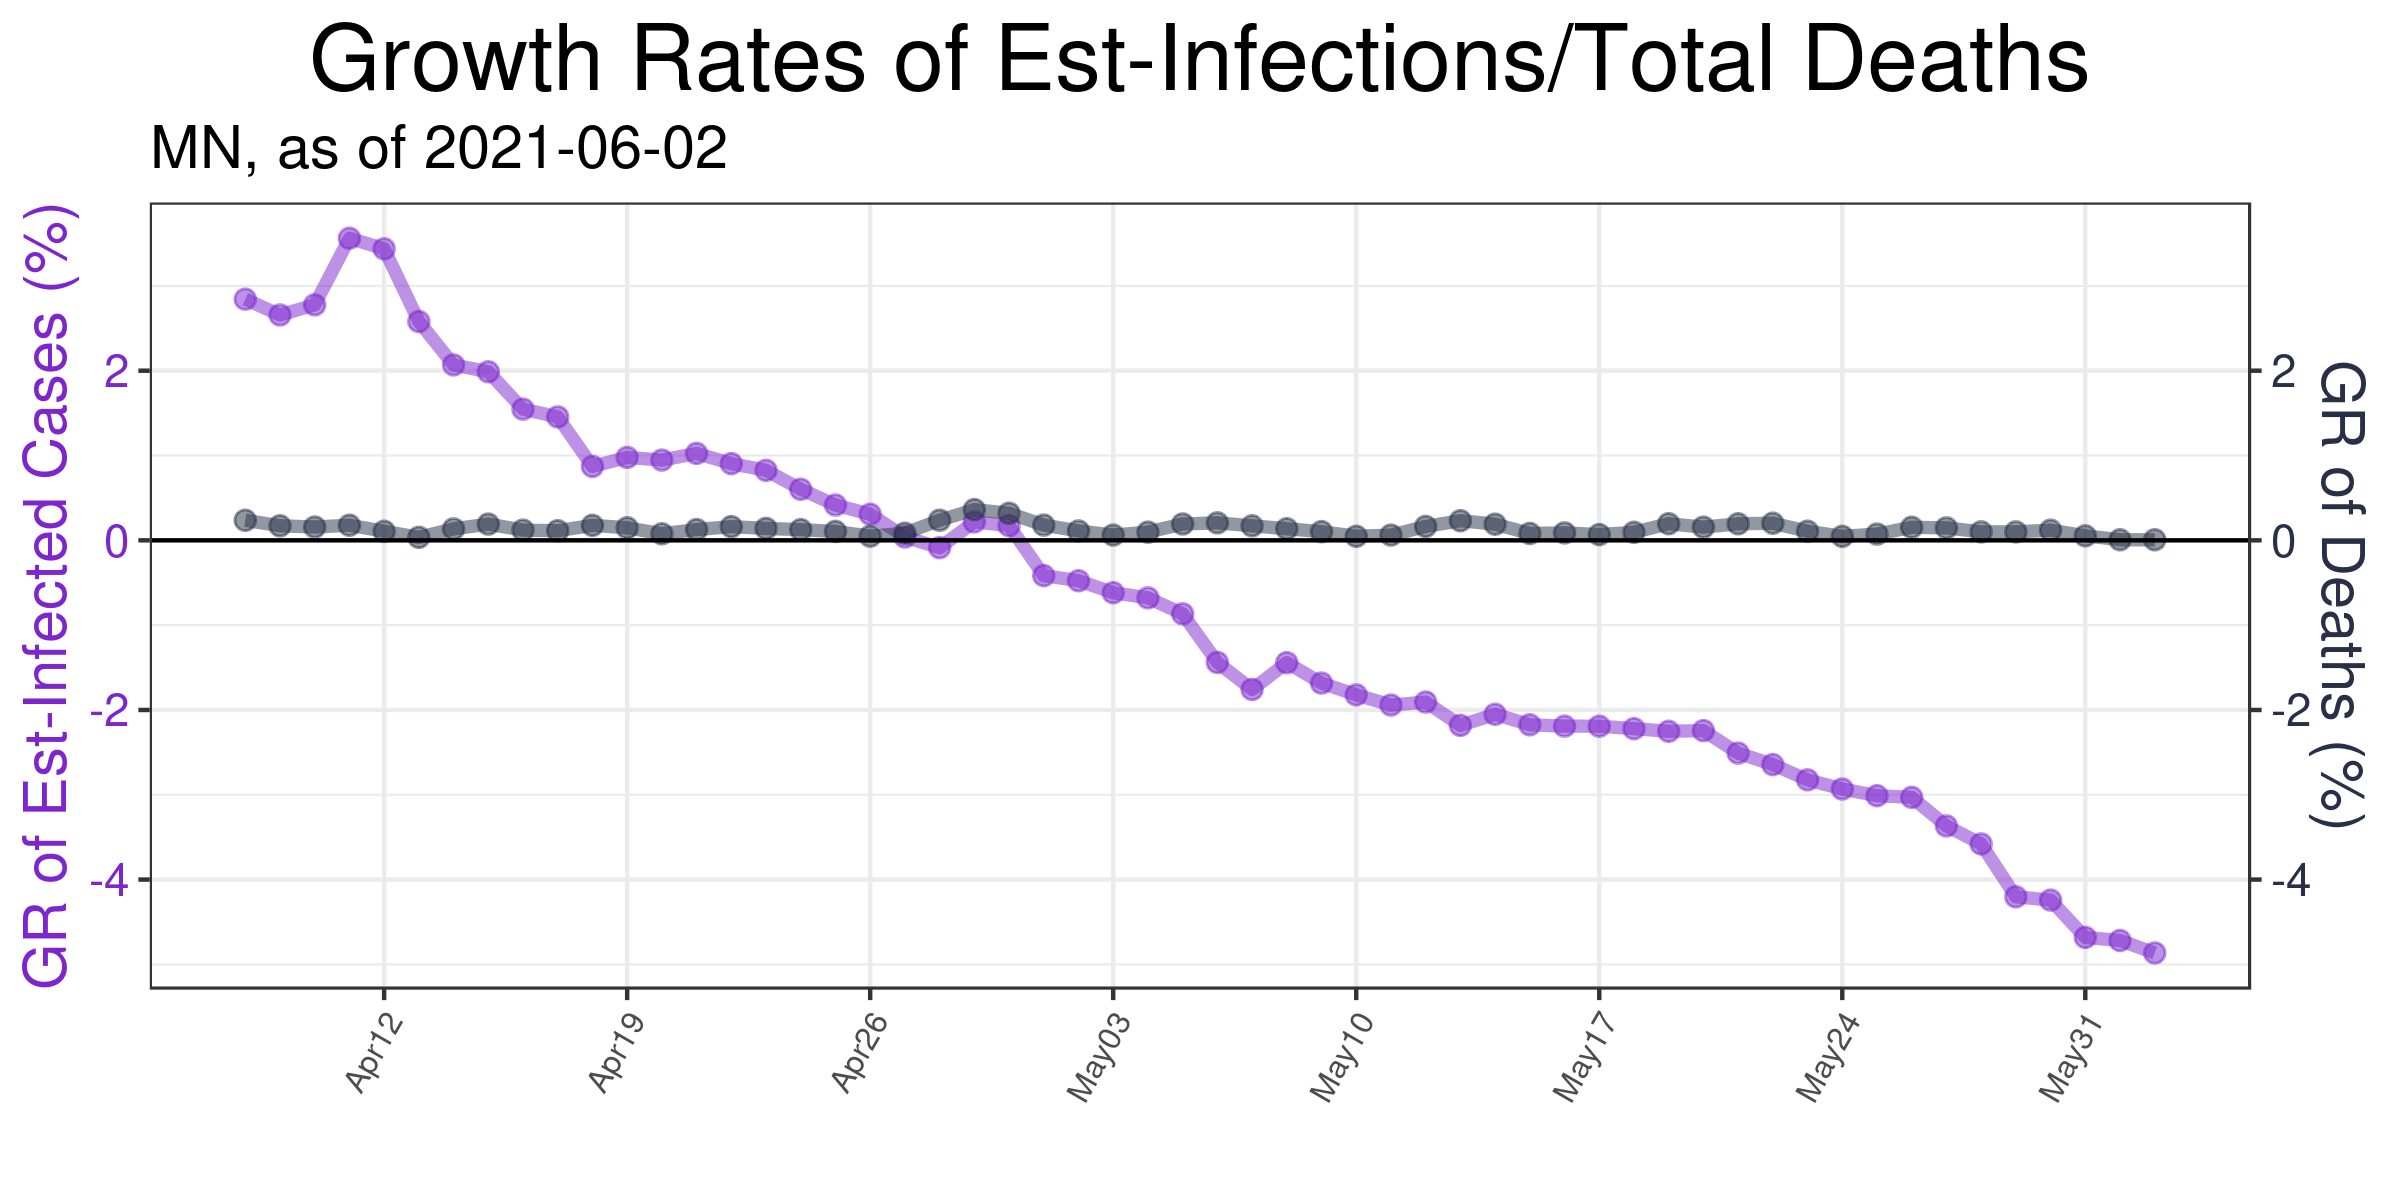 Growth Rates of Est-Infections/Total Deaths
MN, as of 2021-06-02
GR of Est-Infected Cases (%)
2
0
-2
-4
2
0
-2
-4
GR of Deaths (%)
Apr12
Apr19
Apr26
May03
May10
May17
May24
May31